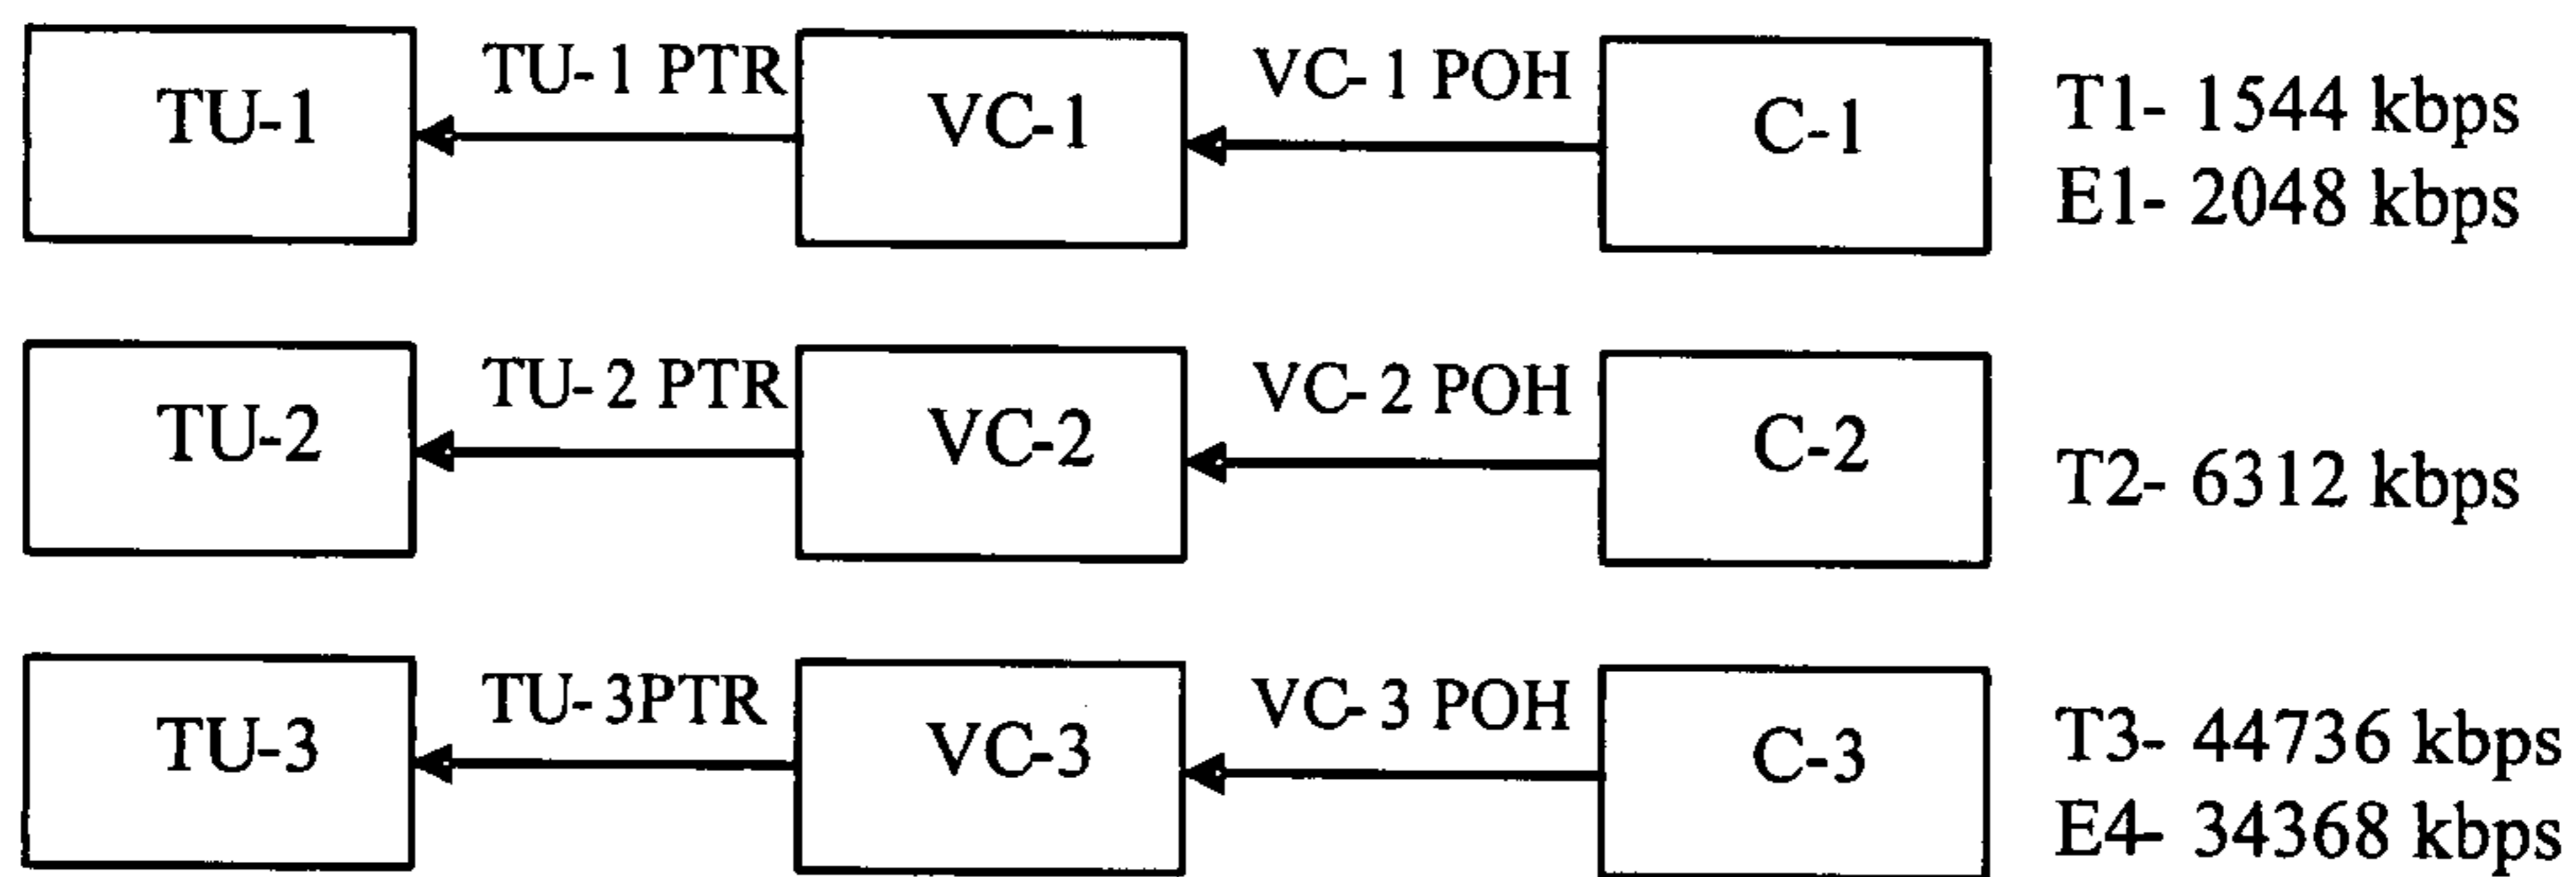 TU-1 TU-1 PTR VC-1 VC-1 POH C-1 T1- 1544 kbps
E1- 2048 kbps
TU-2 TU-2 PTR VC-2 VC-2 POH C-2 T2- 6312 kbps
TU-3 TU-3PTR VC-3 VC-3 POH C-3 T3- 44736 kbps
E4- 34368 kbps